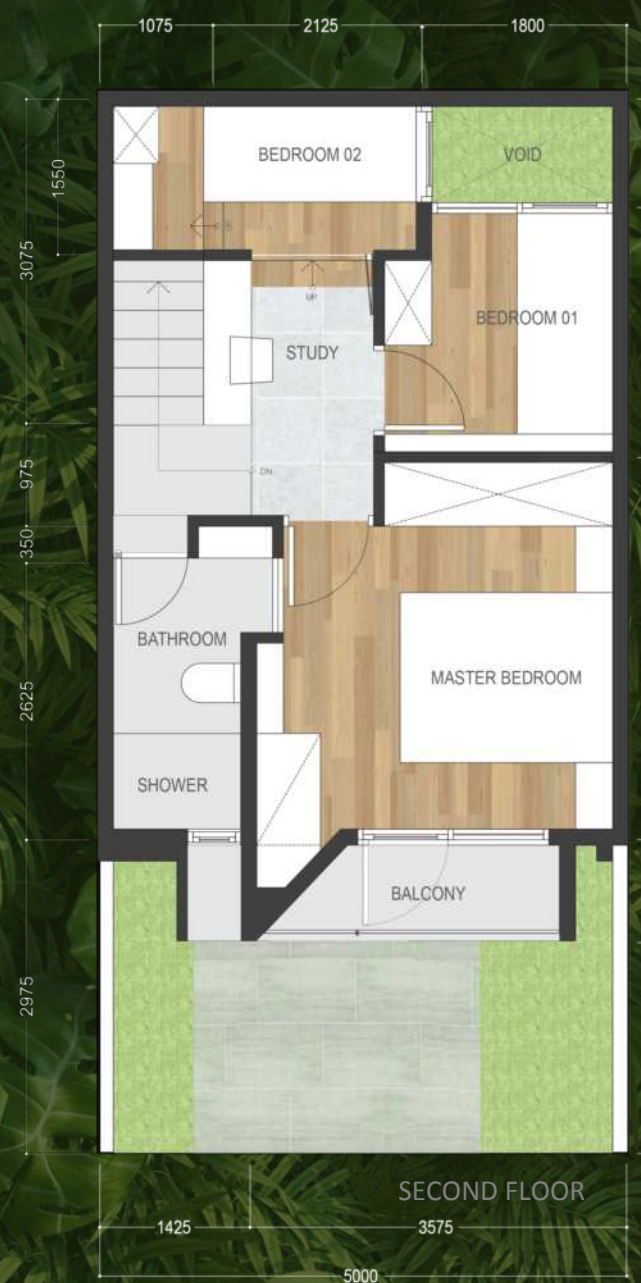 1075 2125 1800
1550
3075
BEDROOM 02
VOID
BEDROOM 01
UP
STUDY
DN
975
350
BATHROOM
MASTER BEDROOM
2625
SHOWER
BALCONY
2975
SECOND FLOOR
1425 3575
5000